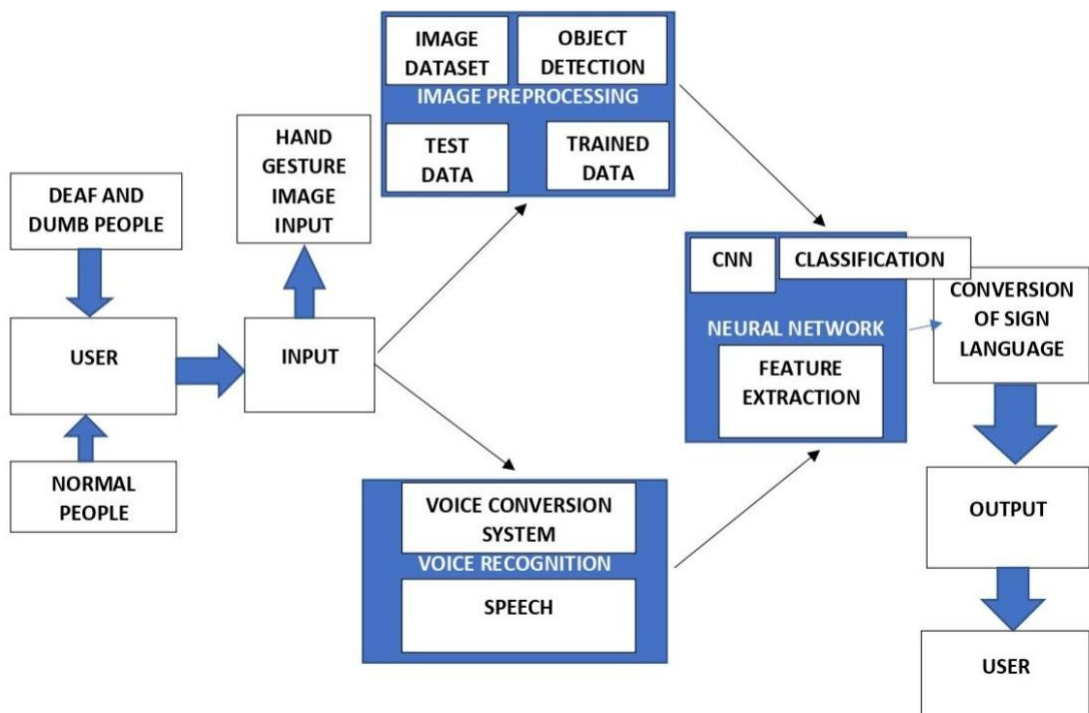 DEAF AND
DUMB PEOPLE
USER
NORMAL
PEOPLE
HAND
GESTURE
IMAGE
INPUT
INPUT
IMAGE
DATASET
OBJECT
DETECTION
IMAGE PREPROCESSING
TEST
DATA
TRAINED
DATA
VOICE CONVERSION
SYSTEM
VOICE RECOGNITION
SPEECH
CNN
CLASSIFICATION
NEURAL NETWORK
FEATURE
EXTRACTION
CONVERSION
OF SIGN
LANGUAGE
OUTPUT
USER